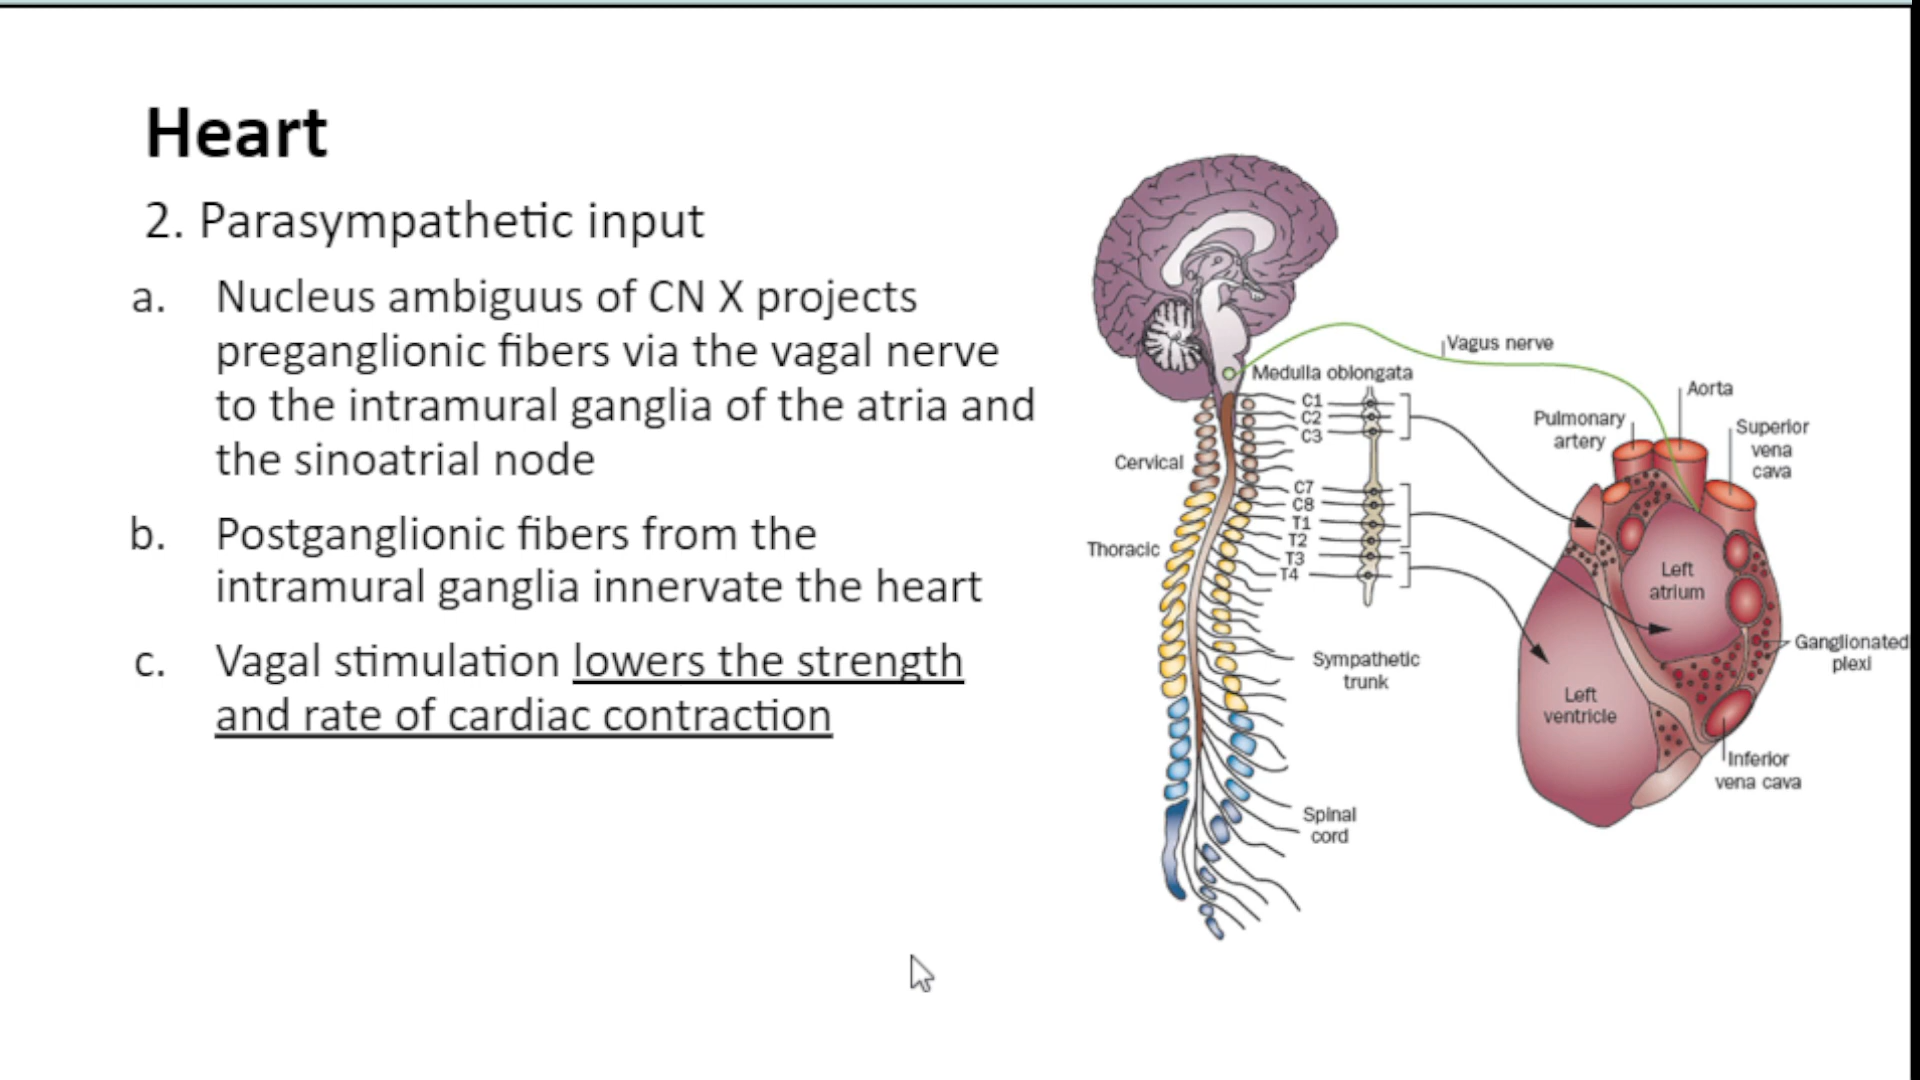 Heart
2. Parasympathetic input
a. Nucleus ambiguus of CN X projects
preganglionic fibers via the vagal nerve
to the intramural ganglia of the atria and
the sinoatrial node
b. Postganglionic fibers from the
intramural ganglia innervate the heart
c. Vagal stimulation lowers the strength
and rate of cardiac contraction
Vagus nerve
Medulla oblongata
C1
C2
C3
Cervical
C7
C8
T1
T2
T3
T4
Thoracic
Sympathetic
trunk
Spinal
cord
Aorta
Pulmonary
artery
Superior
vena
cava
Left
atrium
Ganglionated
plexi
Left
ventricle
Inferior
vena cava